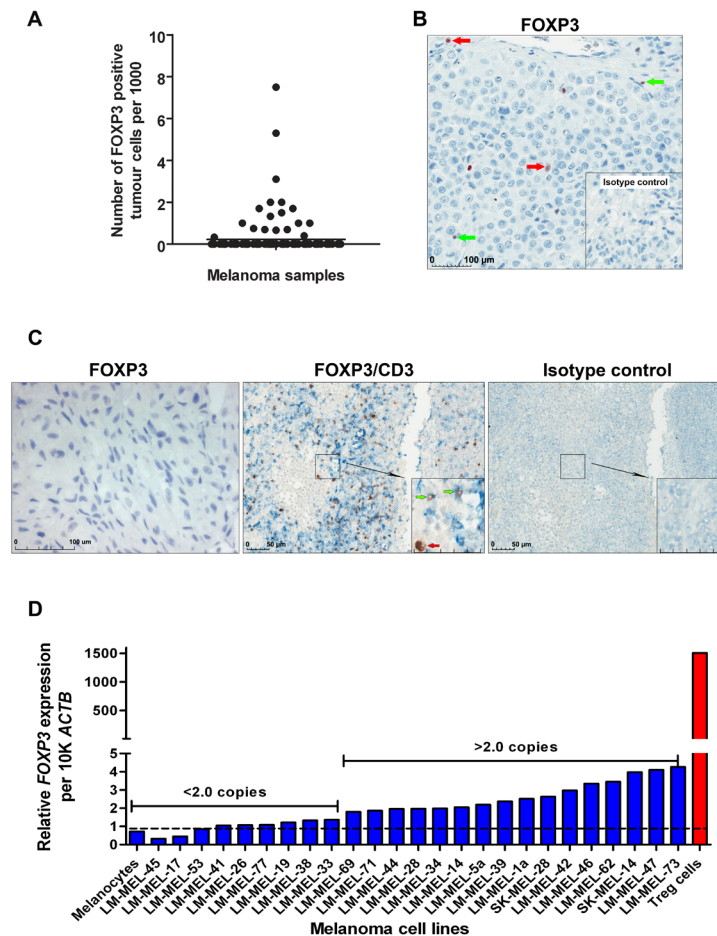 A
Number of FOXP3 positive
tumour cells per 1000
10
8
6
4
2
0
Melanoma samples
B
FOXP3
Isotype control
0 100 µm
C
FOXP3
FOXP3/CD3
Isotype control
0 100 um
0 50 µm
0 50 µm
D
Relative FOXP3 expression
per 10K ACTB
1500
1000
500
5
4
3
2
1
0
<2.0 copies
>2.0 copies
Melanocytes
LM-MEL-45
LM-MEL-17
LM-MEL-53
LM-MEL-41
LM-MEL-26
LM-MEL-77
LM-MEL-19
LM-MEL-38
LM-MEL-33
LM-MEL-69
LM-MEL-71
LM-MEL-44
LM-MEL-28
LM-MEL-34
LM-MEL-14
LM-MEL-5a
LM-MEL-39
LM-MEL-1a
SK-MEL-28
LM-MEL-42
LM-MEL-46
LM-MEL-62
SK-MEL-14
LM-MEL-47
LM-MEL-73
Treg cells
Melanoma cell lines